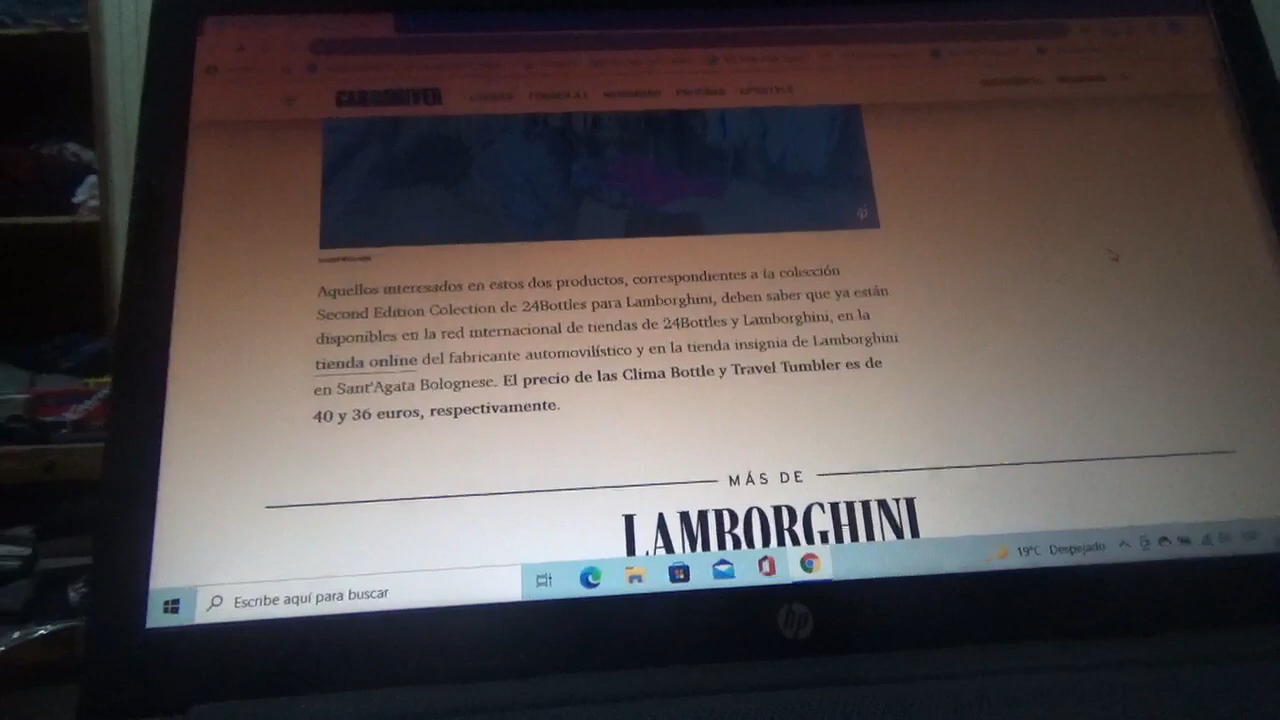 CAR DRIVER
Aquellos interesados en estos dos productos, correspondientes a la colección
Second Edition Colection de 24Bottles para Lamborghini, deben saber que ya están
disponibles en la red internacional de tiendas de 24Bottles y Lamborghini, en la
tienda online del fabricante automovilístico y en la tienda insignia de Lamborghini
en Sant'Agata Bolognese. El precio de las Clima Bottle y Travel Tumbler es de
40 y 36 euros, respectivamente.
MÁS DE
LAMBORGHINI
Escribe aquí para buscar
19°C Despejado
hp